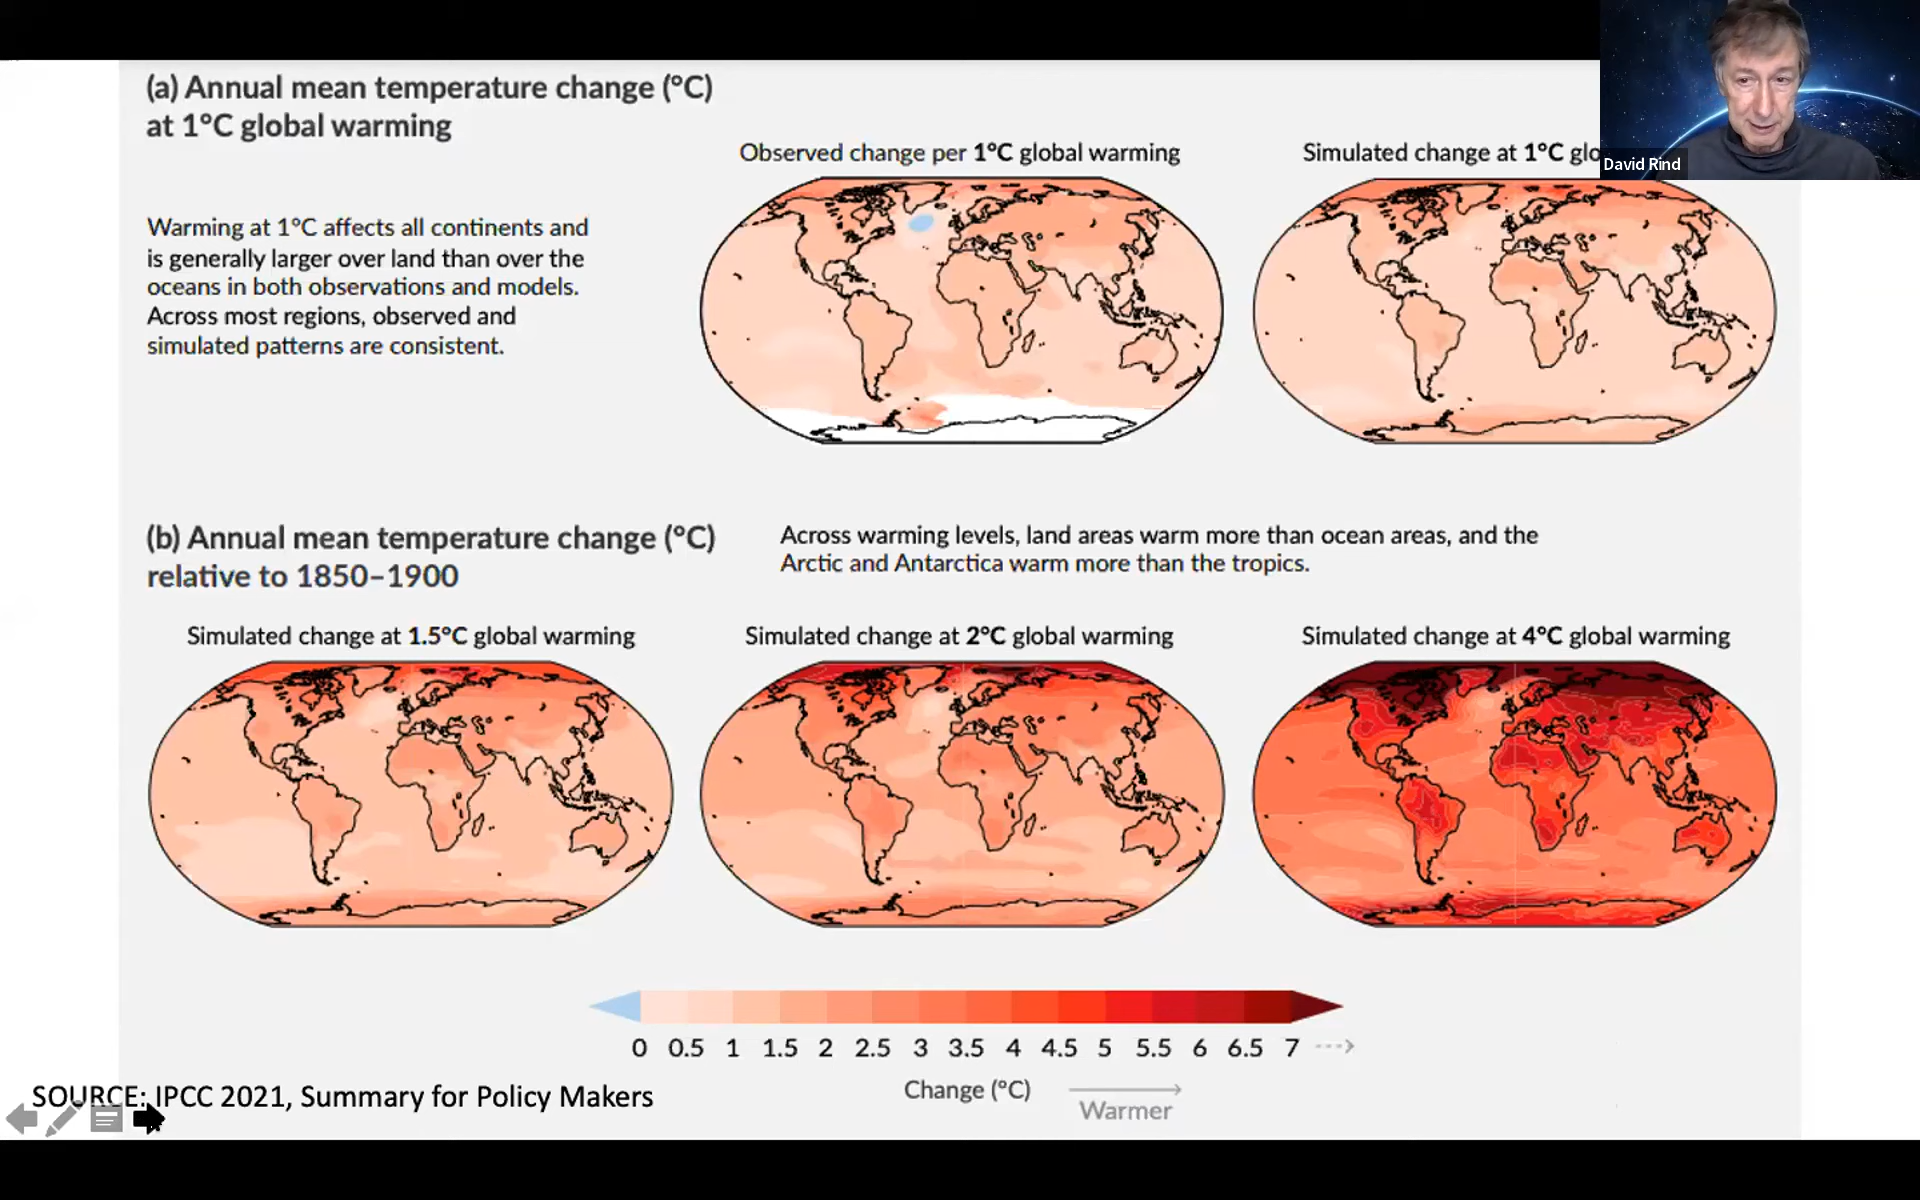 (a) Annual mean temperature change (°C)
at 1°C global warming
Observed change per 1°C global warming
Simulated change at 1°C glo
David Rind
Warming at 1°C affects all continents and
is generally larger over land than over the
oceans in both observations and models.
Across most regions, observed and
simulated patterns are consistent.
(b) Annual mean temperature change (°C)
relative to 1850–1900
Across warming levels, land areas warm more than ocean areas, and the
Arctic and Antarctica warm more than the tropics.
Simulated change at 1.5°C global warming
Simulated change at 2°C global warming
Simulated change at 4°C global warming
0 0.5 1 1.5 2 2.5 3 3.5 4 4.5 5 5.5 6 6.5 7
Change (°C)
Warmer
SOURCE: IPCC 2021, Summary for Policy Makers